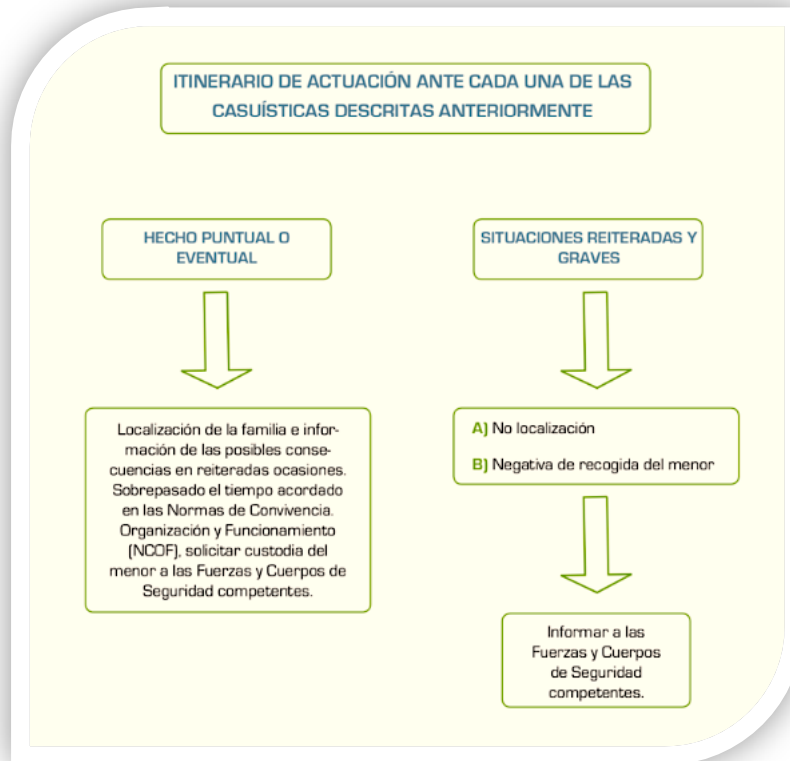 ITINERARIO DE ACTUACIÓN ANTE CADA UNA DE LAS
CASUÍSTICAS DESCRITAS ANTERIORMENTE
HECHO PUNTUAL O
EVENTUAL
Localización de la familia e infor-
mación de las posibles conse-
cuencias en reiteradas ocasiones.
Sobrepasado el tiempo acordado
en las Normas de Convivencia.
Organización y Funcionamiento
(NCOF), solicitar custodia del
menor a las Fuerzas y Cuerpos de
Seguridad competentes.
SITUACIONES REITERADAS Y
GRAVES
A) No localización
B) Negativa de recogida del menor
Informar a las
Fuerzas y Cuerpos
de Seguridad
competentes.